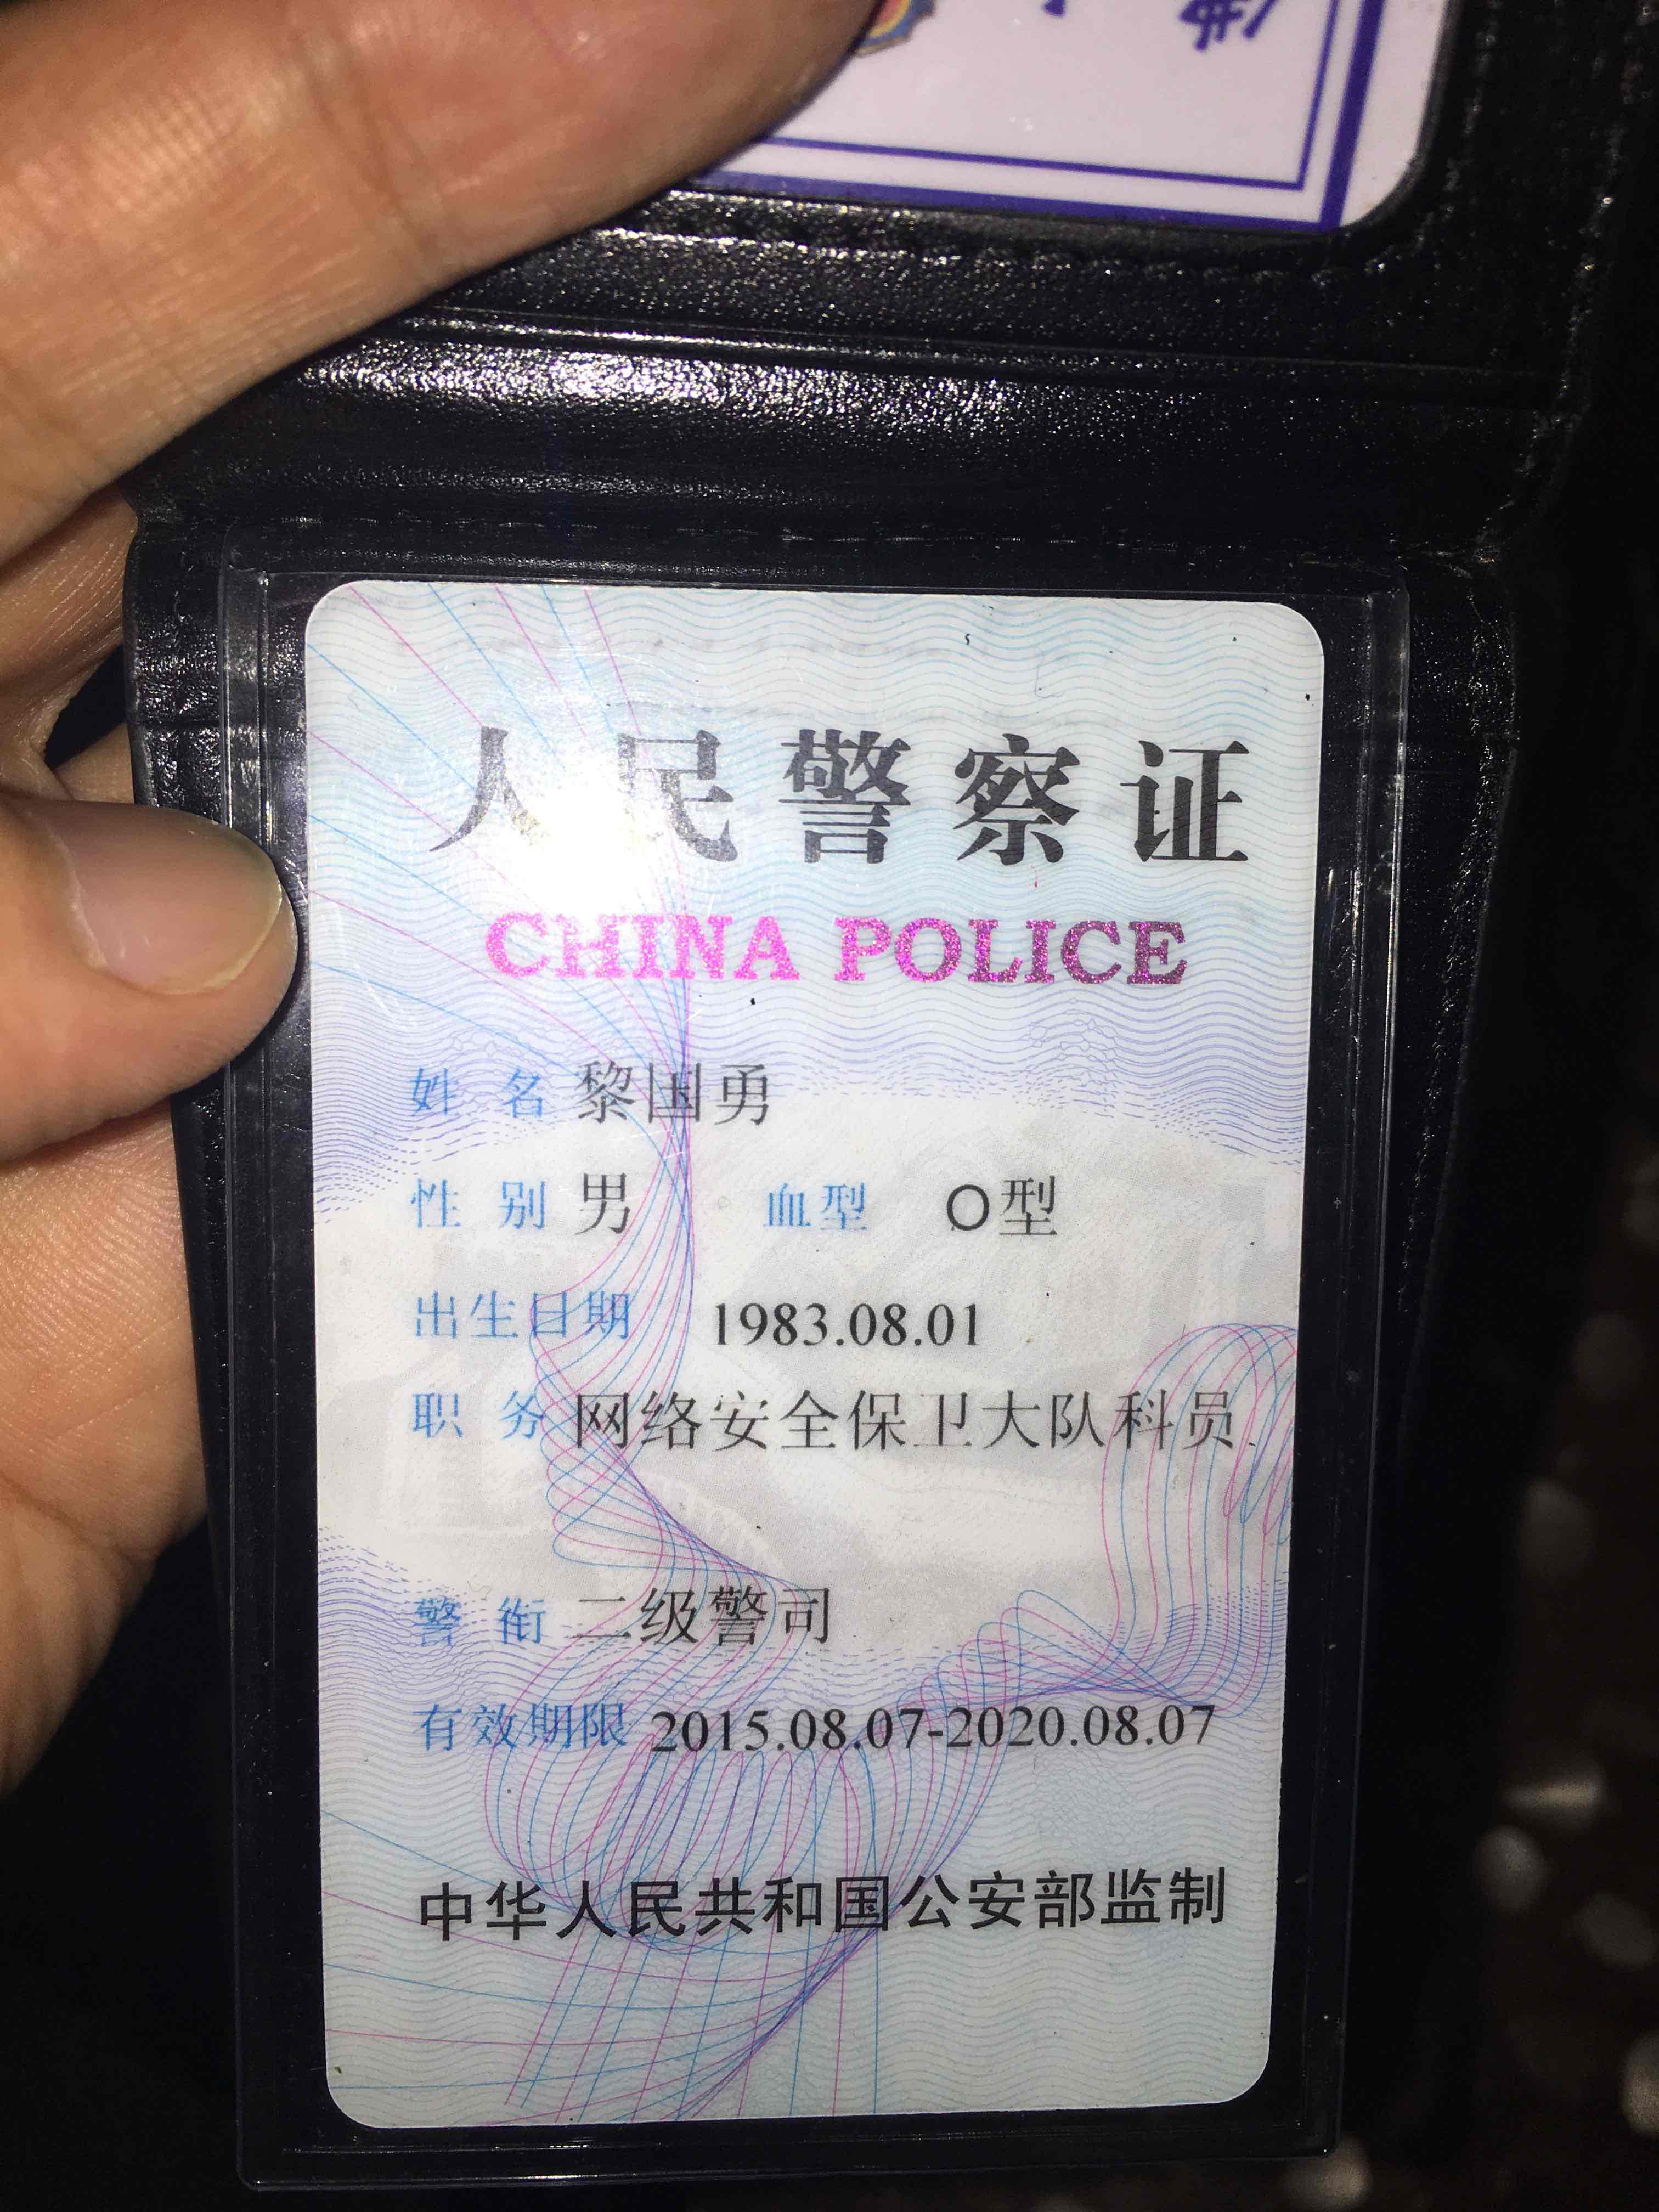 人民警察证
CHINA POLICE
姓 名 黎国勇
性 别 男 血型 O型
出生日期 1983.08.01
职 务 网络安全保卫大队科员
警 衔 二级警司
有效期限 2015.08.07-2020.08.07
中华人民共和国公安部监制